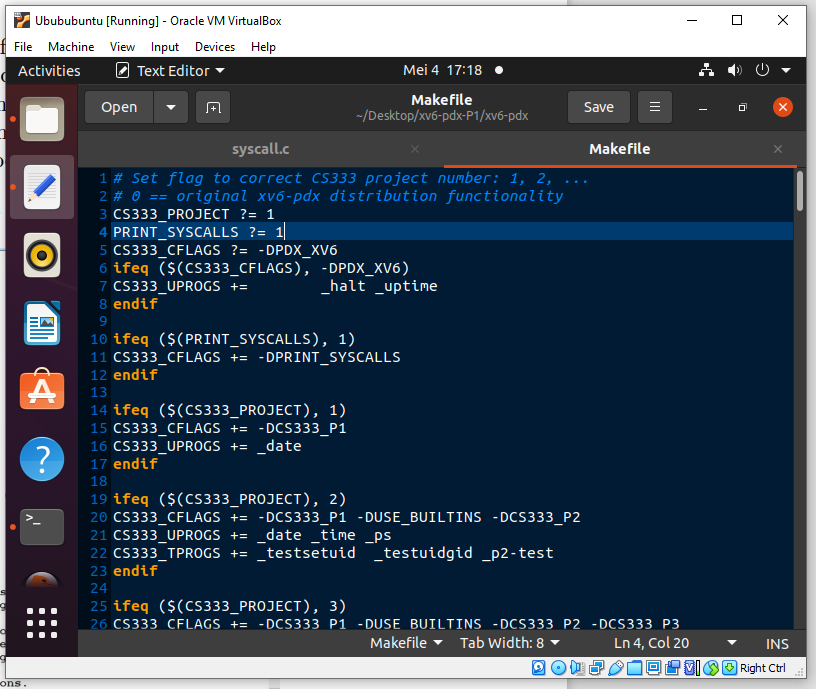 Ubububuntu [Running] - Oracle VM VirtualBox
File Machine View Input Devices Help
Activities Text Editor Mei 4 17:18
Open Makefile Save
~/Desktop/xv6-pdx-P1/xv6-pdx
syscall.c Makefile
1 # Set flag to correct CS333 project number: 1, 2, ...
2 # 0 == original xv6-pdx distribution functionality
3 CS333_PROJECT ?= 1
4 PRINT_SYSCALLS ?= 1
5 CS333_CFLAGS ?= -DPDX_XV6
6 ifeq ($(CS333_CFLAGS), -DPDX_XV6)
7 CS333_UPROGS += _halt _uptime
8 endif
9
10 ifeq ($(PRINT_SYSCALLS), 1)
11 CS333_CFLAGS += -DPRINT_SYSCALLS
12 endif
13
14 ifeq ($(CS333_PROJECT), 1)
15 CS333_CFLAGS += -DCS333_P1
16 CS333_UPROGS += _date
17 endif
18
19 ifeq ($(CS333_PROJECT), 2)
20 CS333_CFLAGS += -DCS333_P1 -DUSE_BUILTINS -DCS333_P2
21 CS333_UPROGS += _date _time _ps
22 CS333_TPROGS += _testsetuid _testuidgid _p2-test
23 endif
24
25 ifeq ($(CS333_PROJECT), 3)
26 CS333_CFLAGS += -DCS333_P1 -DUSE_BUILTINS -DCS333_P2 -DCS333_P3
Makefile Tab Width: 8 Ln 4, Col 20 INS
Right Ctrl
ons.